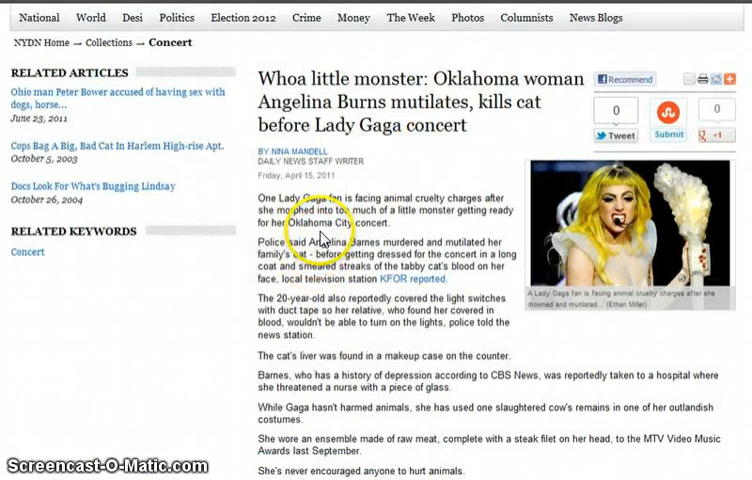 National World Desi Politics Election 2012 Crime Money The Week Photos Columnists News Blogs
NYDN Home → Collections → Concert
RELATED ARTICLES
Ohio man Peter Bower accused of having sex with
dogs, horse...
June 23, 2011
Cops Bag A Big, Bad Cat In Harlem High-rise Apt.
October 5, 2003
Docs Look For What's Bugging Lindsay
October 26, 2004
RELATED KEYWORDS
Concert
Whoa little monster: Oklahoma woman
Angelina Burns mutilates, kills cat
before Lady Gaga concert
BY NINA MANDELL
DAILY NEWS STAFF WRITER
Friday, April 15, 2011
Recommend
0
Tweet
Submit
0
+1
One Lady Gaga fan is facing animal cruelty charges after
she morphed into too much of a little monster getting ready
for her Oklahoma City concert.
Police said Angelina Barnes murdered and mutilated her
family's cat - before getting dressed for the concert in a long
coat and smeared streaks of the tabby cat's blood on her
face, local television station KFOR reported.
The 20-year-old also reportedly covered the light switches
with duct tape so her relative, who found her covered in
blood, wouldn't be able to turn on the lights, police told the
news station.
A Lady Gaga fan is facing animal cruelty charges after she
drowned and mutilated... (Ethan Miller)
The cat's liver was found in a makeup case on the counter.
Barnes, who has a history of depression according to CBS News, was reportedly taken to a hospital where
she threatened a nurse with a piece of glass.
While Gaga hasn't harmed animals, she has used one slaughtered cow's remains in one of her outlandish
costumes.
She wore an ensemble made of raw meat, complete with a steak filet on her head, to the MTV Video Music
Awards last September.
She's never encouraged anyone to hurt animals.
Screencast-O-Matic.com